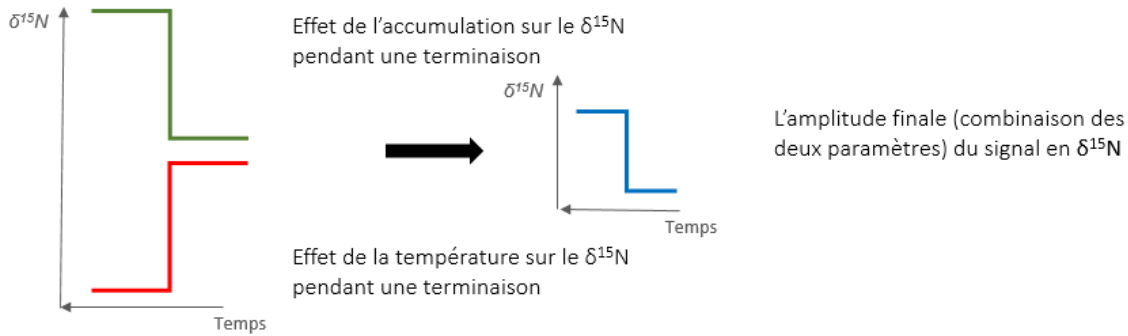 δ¹⁵N
Effet de l’accumulation sur le δ¹⁵N
pendant une terminaison
δ¹⁵N
L’amplitude finale (combinaison des
deux paramètres) du signal en δ¹⁵N
Temps
Effet de la température sur le δ¹⁵N
pendant une terminaison
Temps